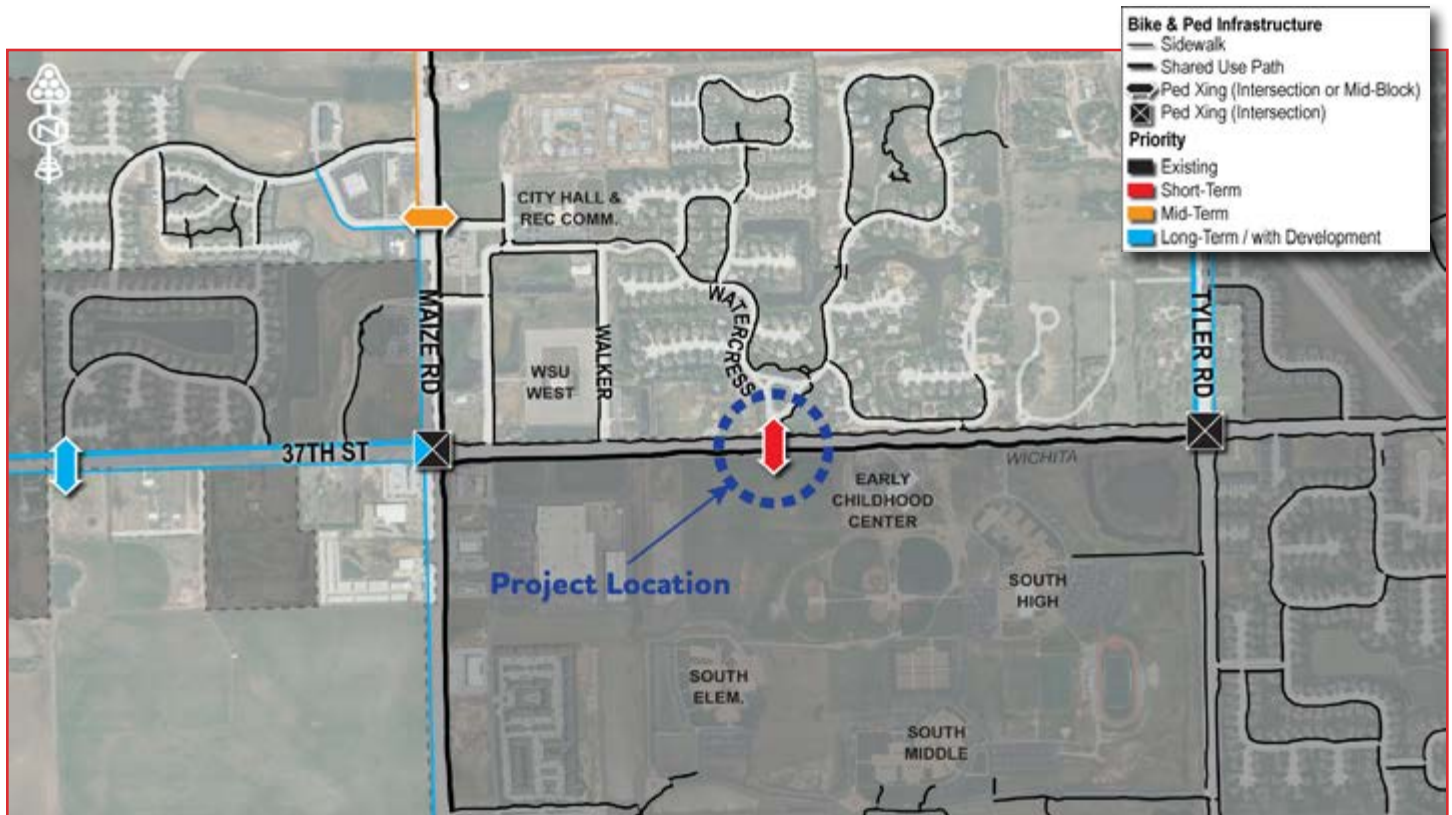 Bike & Ped Infrastructure
Sidewalk
Shared Use Path
Ped Xing (Intersection or Mid-Block)
Ped Xing (Intersection)
Priority
Existing
Short-Term
Mid-Term
Long-Term / with Development
N
CITY HALL &
REC COMM.
MAIZE RD
WALKER
WATERCRESS
TYLER RD
WSU
WEST
37TH ST
WICHITA
EARLY
CHILDHOOD
CENTER
Project Location
SOUTH
HIGH
SOUTH
ELEM.
SOUTH
MIDDLE